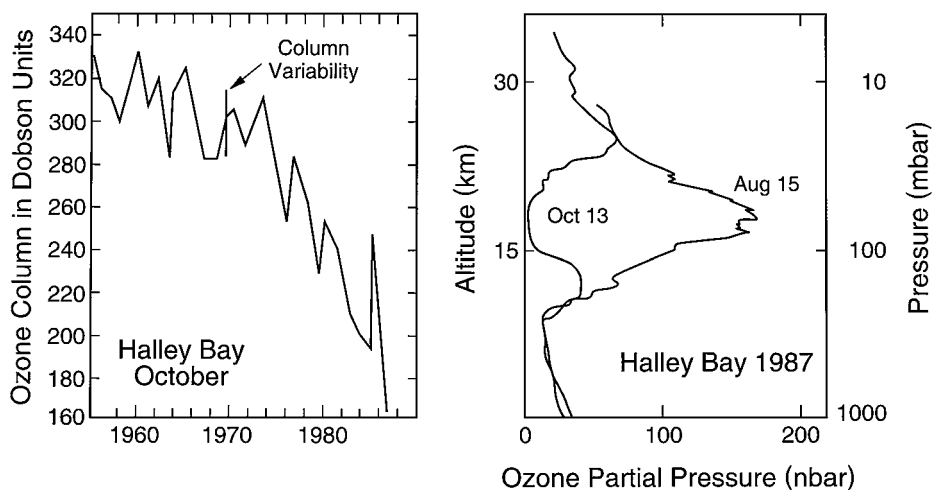 Ozone Column in Dobson Units
340
320
300
280
260
240
220
200
180
160
1960
1970
1980
Column
Variability
Halley Bay
October
Altitude (km)
30
15
Oct 13
Aug 15
Halley Bay 1987
0
100
200
Ozone Partial Pressure (nbar)
10
100
1000
Pressure (mbar)